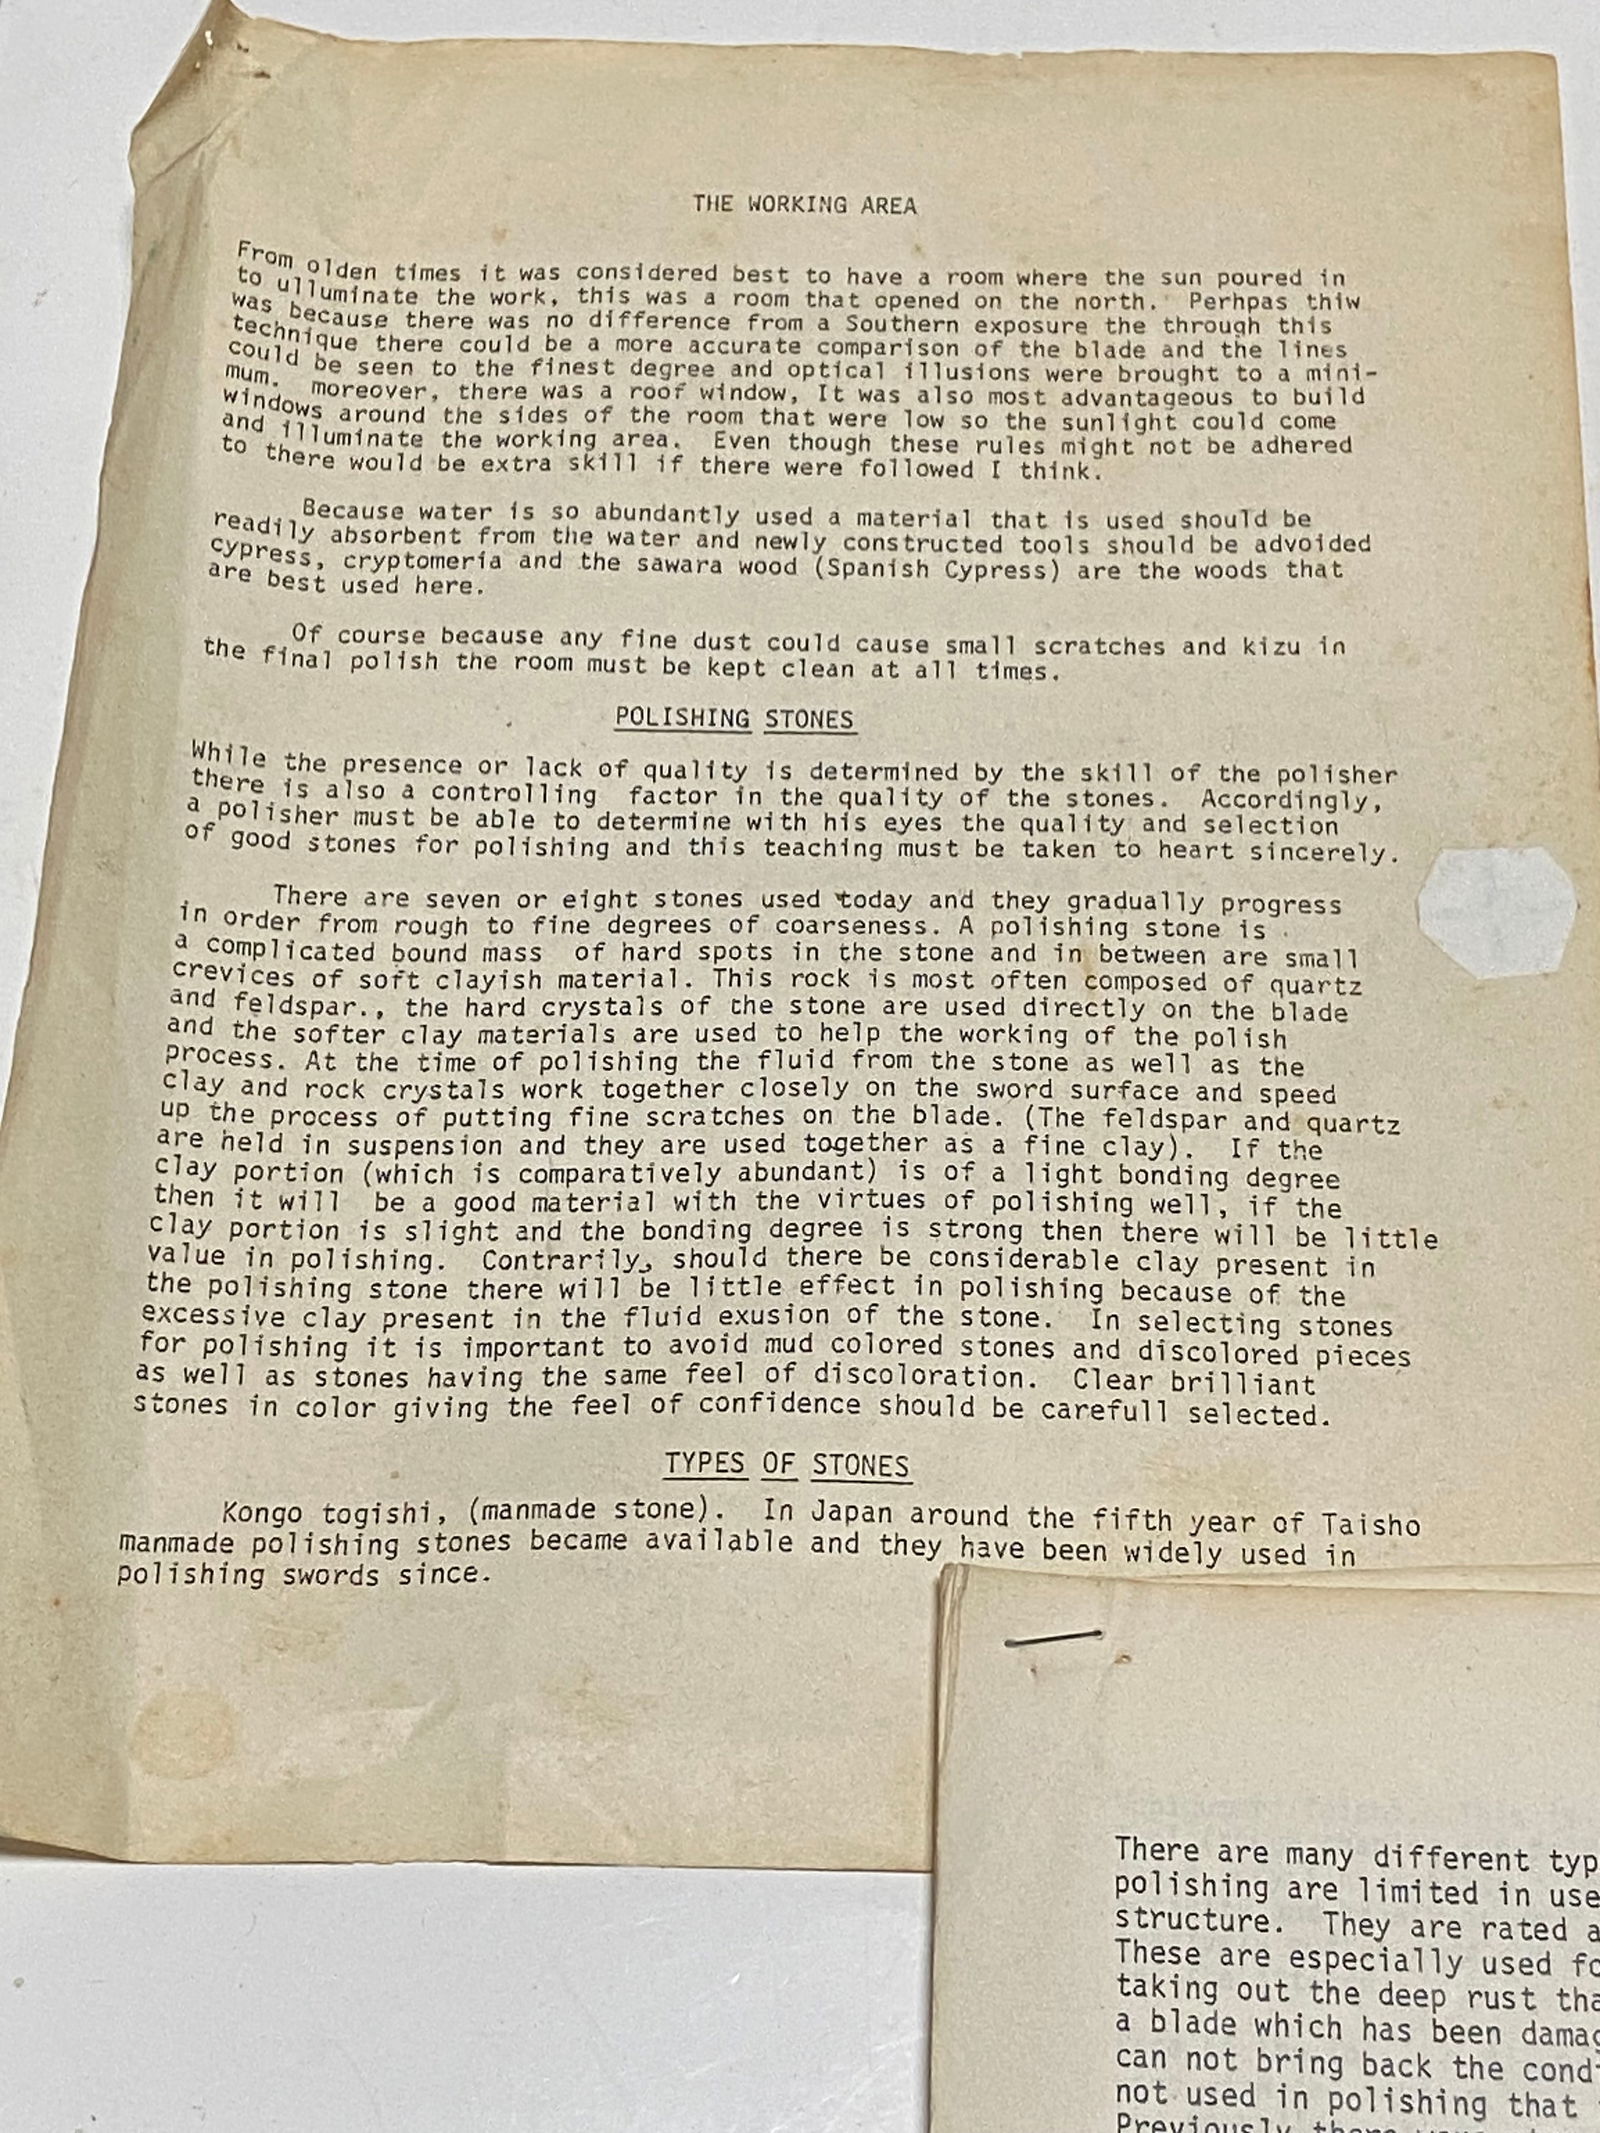 THE WORKING AREA
From olden times it was considered best to have a room where the sun poured in
to ulluminate the work, this was a room that opened on the north. Perhpas thiw
was because there was no difference from a Southern exposure the through this
technique there could be a more accurate comparison of the blade and the lines
could be seen to the finest degree and optical illusions were brought to a mini-
mum. moreover, there was a roof window, It was also most advantageous to build
windows around the sides of the room that were low so the sunlight could come
and illuminate the working area. Even though these rules might not be adhered
to there would be extra skill if there were followed I think.
Because water is so abundantly used a material that is used should be
readily absorbent from the water and newly constructed tools should be advoided
cypress, cryptomeria and the sawara wood (Spanish Cypress) are the woods that
are best used here.
Of course because any fine dust could cause small scratches and kizu in
the final polish the room must be kept clean at all times.
POLISHING STONES
While the presence or lack of quality is determined by the skill of the polisher
there is also a controlling factor in the quality of the stones. Accordingly,
a polisher must be able to determine with his eyes the quality and selection
of good stones for polishing and this teaching must be taken to heart sincerely.
There are seven or eight stones used today and they gradually progress
in order from rough to fine degrees of coarseness. A polishing stone is
a complicated bound mass of hard spots in the stone and in between are small
crevices of soft clayish material. This rock is most often composed of quartz
and feldspar., the hard crystals of the stone are used directly on the blade
and the softer clay materials are used to help the working of the polish
process. At the time of polishing the fluid from the stone as well as the
clay and rock crystals work together closely on the sword surface and speed
up the process of putting fine scratches on the blade. (The feldspar and quartz
are held in suspension and they are used together as a fine clay). If the
clay portion (which is comparatively abundant) is of a light bonding degree
then it will be a good material with the virtues of polishing well, if the
clay portion is slight and the bonding degree is strong then there will be little
value in polishing. Contrarily, should there be considerable clay present in
the polishing stone there will be little effect in polishing because of the
excessive clay present in the fluid exusion of the stone. In selecting stones
for polishing it is important to avoid mud colored stones and discolored pieces
as well as stones having the same feel of discoloration. Clear brilliant
stones in color giving the feel of confidence should be carefull selected.
TYPES OF STONES
Kongo togishi, (manmade stone). In Japan around the fifth year of Taisho
manmade polishing stones became available and they have been widely used in
polishing swords since.
There are many different typ
polishing are limited in use
structure. They are rated a
These are especially used fo
taking out the deep rust tha
a blade which has been damag
can not bring back the condi
not used in polishing that
Previously there were